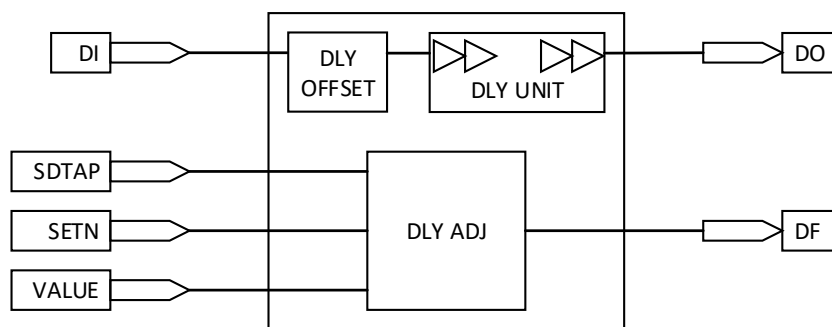 DI
DLY
OFFSET
DLY UNIT
DO
SDTAP
SETN
VALUE
DLY ADJ
DF